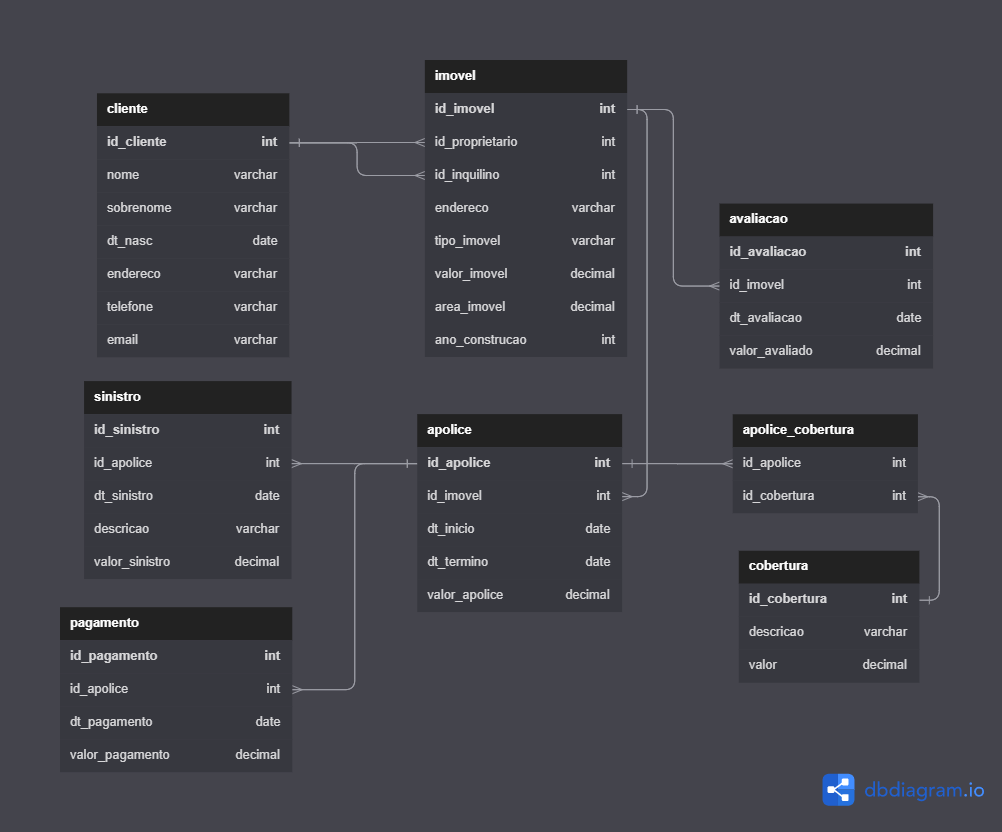 cliente
id_cliente int
nome varchar
sobrenome varchar
dt_nasc date
endereco varchar
telefone varchar
email varchar
imovel
id_imovel int
id_proprietario int
id_inquilino int
endereco varchar
tipo_imovel varchar
valor_imovel decimal
area_imovel decimal
ano_construcao int
avaliacao
id_avaliacao int
id_imovel int
dt_avaliacao date
valor_avaliado decimal
sinistro
id_sinistro int
id_apolice int
dt_sinistro date
descricao varchar
valor_sinistro decimal
apolice
id_apolice int
id_imovel int
dt_inicio date
dt_termino date
valor_apolice decimal
apolice_cobertura
id_apolice int
id_cobertura int
cobertura
id_cobertura int
descricao varchar
valor decimal
pagamento
id_pagamento int
id_apolice int
dt_pagamento date
valor_pagamento decimal
dbdiagram.io